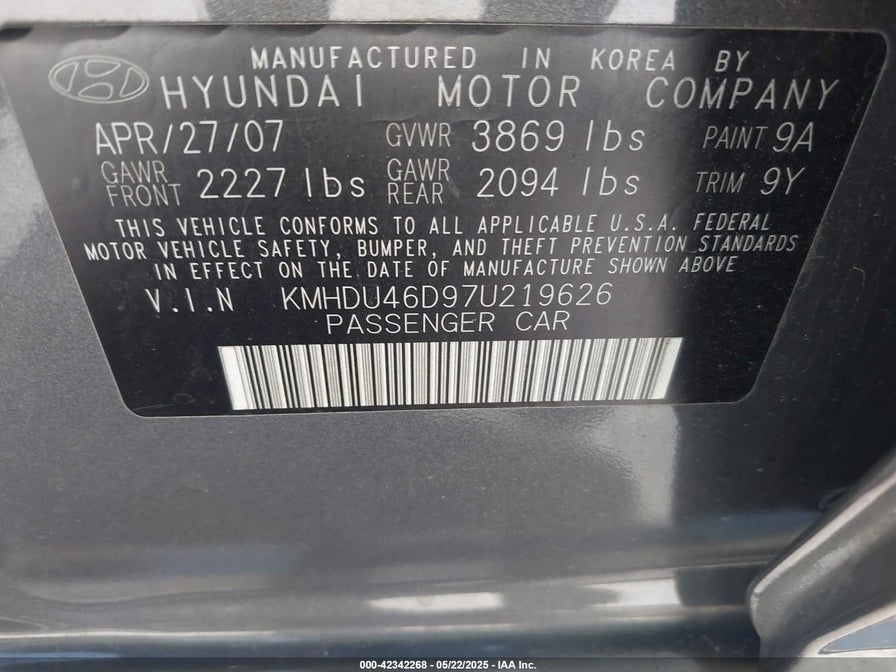 MANUFACTURED IN KOREA BY
HYUNDAI MOTOR COMPANY
APR/27/07 GVWR 3869 lbs PAINT 9A
GAWR FRONT 2227 lbs GAWR REAR 2094 lbs TRIM 9Y
THIS VEHICLE CONFORMS TO ALL APPLICABLE U.S.A. FEDERAL
MOTOR VEHICLE SAFETY, BUMPER, AND THEFT PREVENTION STANDARDS
IN EFFECT ON THE DATE OF MANUFACTURE SHOWN ABOVE
V.I.N KMHDU46D97U219626
PASSENGER CAR
000-42342268 - 05/22/2025 - IAA Inc.